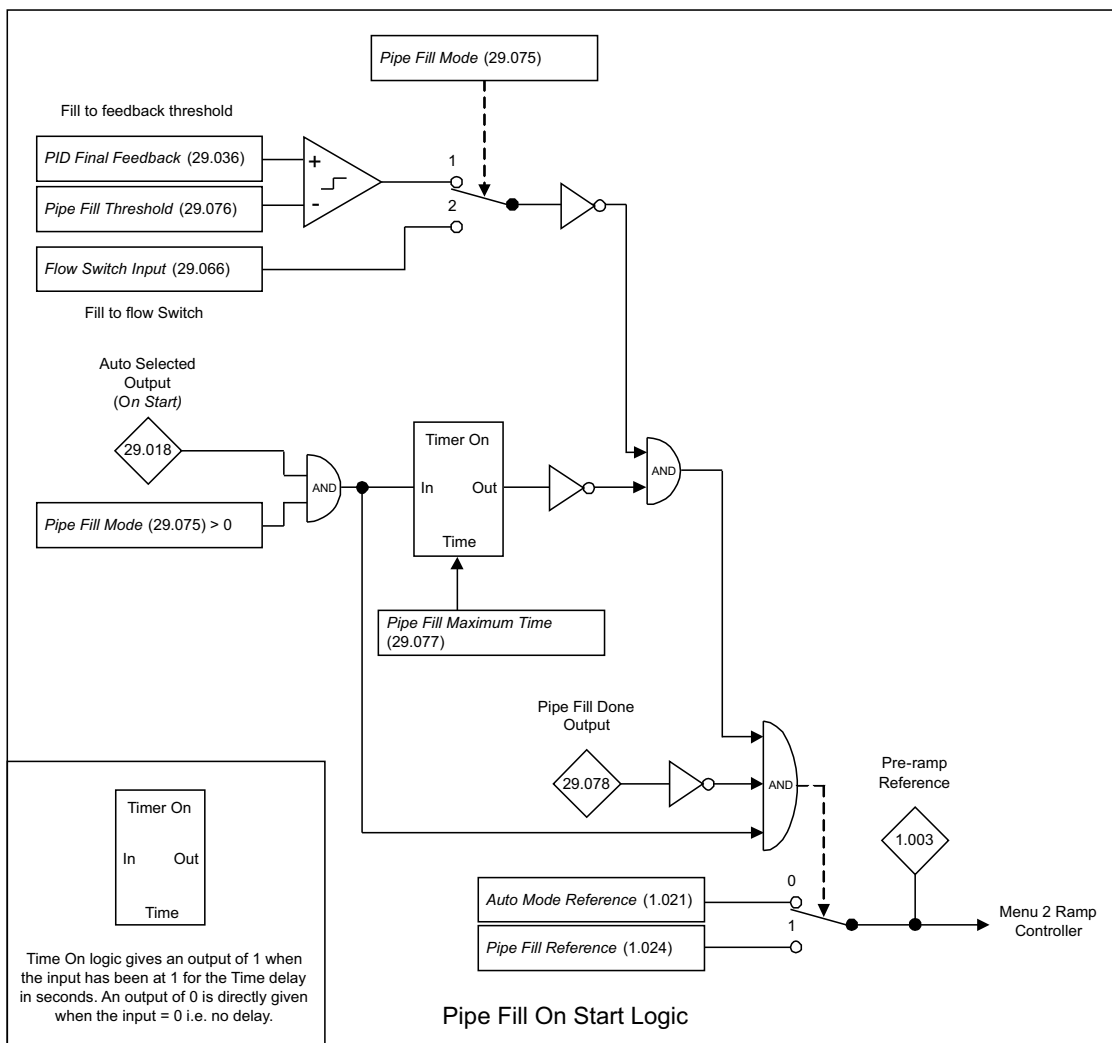 Pipe Fill Mode (29.075)
Fill to feedback threshold
PID Final Feedback (29.036)
+
Pipe Fill Threshold (29.076)
-
1
2
Flow Switch Input (29.066)
Fill to flow Switch
Auto Selected
Output
(On Start)
29.018
Pipe Fill Mode (29.075) > 0
AND
Timer On
In
Out
Time
AND
Pipe Fill Maximum Time
(29.077)
Pipe Fill Done
Output
29.078
AND
Pre-ramp
Reference
1.003
0
Auto Mode Reference (1.021)
1
Pipe Fill Reference (1.024)
Menu 2 Ramp
Controller
Timer On
In
Out
Time
Time On logic gives an output of 1 when
the input has been at 1 for the Time delay
in seconds. An output of 0 is directly given
when the input = 0 i.e. no delay.
Pipe Fill On Start Logic